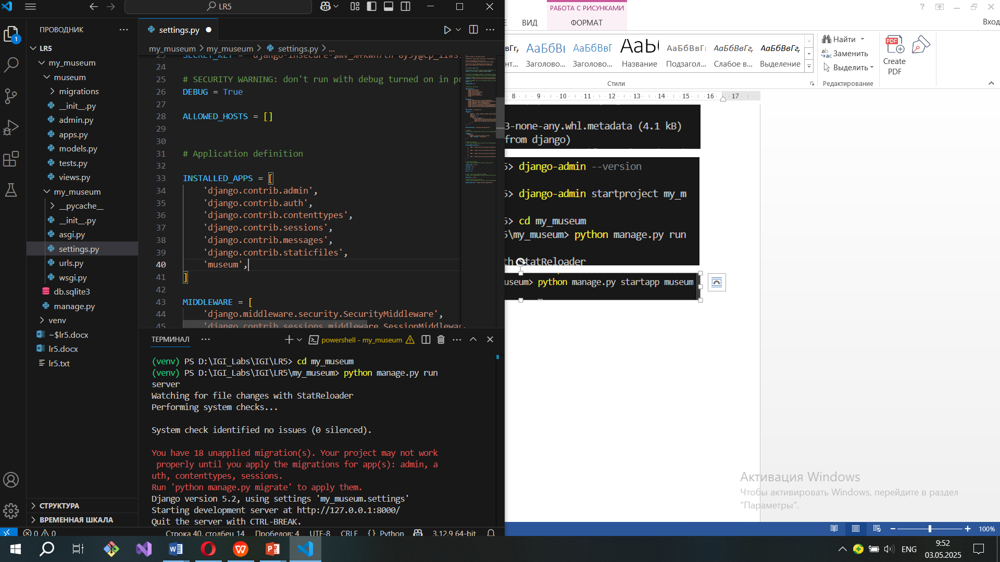 LR5
ПРОВОДНИК
1
LR5
my_museum
museum
migrations
__init__.py
admin.py
apps.py
models.py
tests.py
views.py
my_museum
__pycache__
__init__.py
asgi.py
settings.py
urls.py
wsgi.py
db.sqlite3
manage.py
venv
~$lr5.docx
lr5.docx
lr5.txt
СТРУКТУРА
ВРЕМЕННАЯ ШКАЛА
settings.py
my_museum > my_museum > settings.py > ...
24
25 # SECURITY WARNING: don't run with debug turned on in pr
26 DEBUG = True
27
28 ALLOWED_HOSTS = []
29
30
31 # Application definition
32
33 INSTALLED_APPS = [
34 'django.contrib.admin',
35 'django.contrib.auth',
36 'django.contrib.contenttypes',
37 'django.contrib.sessions',
38 'django.contrib.messages',
39 'django.contrib.staticfiles',
40 'museum',
41 ]
42
43 MIDDLEWARE = [
44 'django.middleware.security.SecurityMiddleware',
45 'django.contrib.sessions.middleware.SessionMiddleware
ТЕРМИНАЛ
powershell - my_museum
(venv) PS D:\IGI_Labs\IGI\LR5> cd my_museum
(venv) PS D:\IGI_Labs\IGI\LR5\my_museum> python manage.py run
server
Watching for file changes with StatReloader
Performing system checks...
System check identified no issues (0 silenced).
You have 18 unapplied migration(s). Your project may not work
properly until you apply the migrations for app(s): admin, a
uth, contenttypes, sessions.
Run 'python manage.py migrate' to apply them.
Django version 5.2, using settings 'my_museum.settings'
Starting development server at http://127.0.0.1:8000/
Quit the server with CTRL-BREAK.
0 0
Строка 40, столбец 14 Пробелов: 4 UTF-8 CRLF {} Python 3.12.9 64-bit
РАБОТА С РИСУНКАМИ
ВИД ФОРМАТ
Вход
АаБбВı АаБбВвГ АаБбВвГг, АаБбВвГг,
Заголово... Заголово... Название Подзагол... Слабое в... Выделение
Стили
Найти
Заменить
Выделить
Редактирование
Create
PDF
8 9 10 11 12 13 14 15 16 17
3-none-any.whl.metadata (4.1 kB)
from django)
5> django-admin --version
5> django-admin startproject my_m
5> cd my_museum
5\my_museum> python manage.py run
th StatReloader
useum> python manage.py startapp museum
Активация Windows
Чтобы активировать Windows, перейдите в раздел
"Параметры".
100%
ENG
9:52
03.05.2025